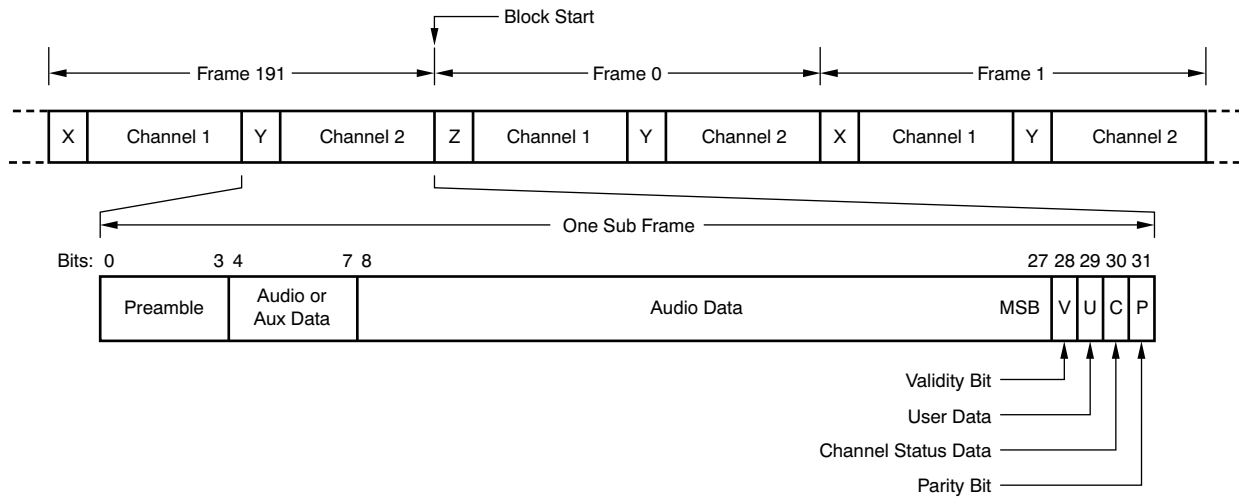 Block Start
Frame 191 Frame 0 Frame 1
X Channel 1 Y Channel 2 Z Channel 1 Y Channel 2 X Channel 1 Y Channel 2
One Sub Frame
Bits: 0 3 4 7 8 27 28 29 30 31
Preamble Audio or Aux Data Audio Data MSB V U C P
Validity Bit
User Data
Channel Status Data
Parity Bit